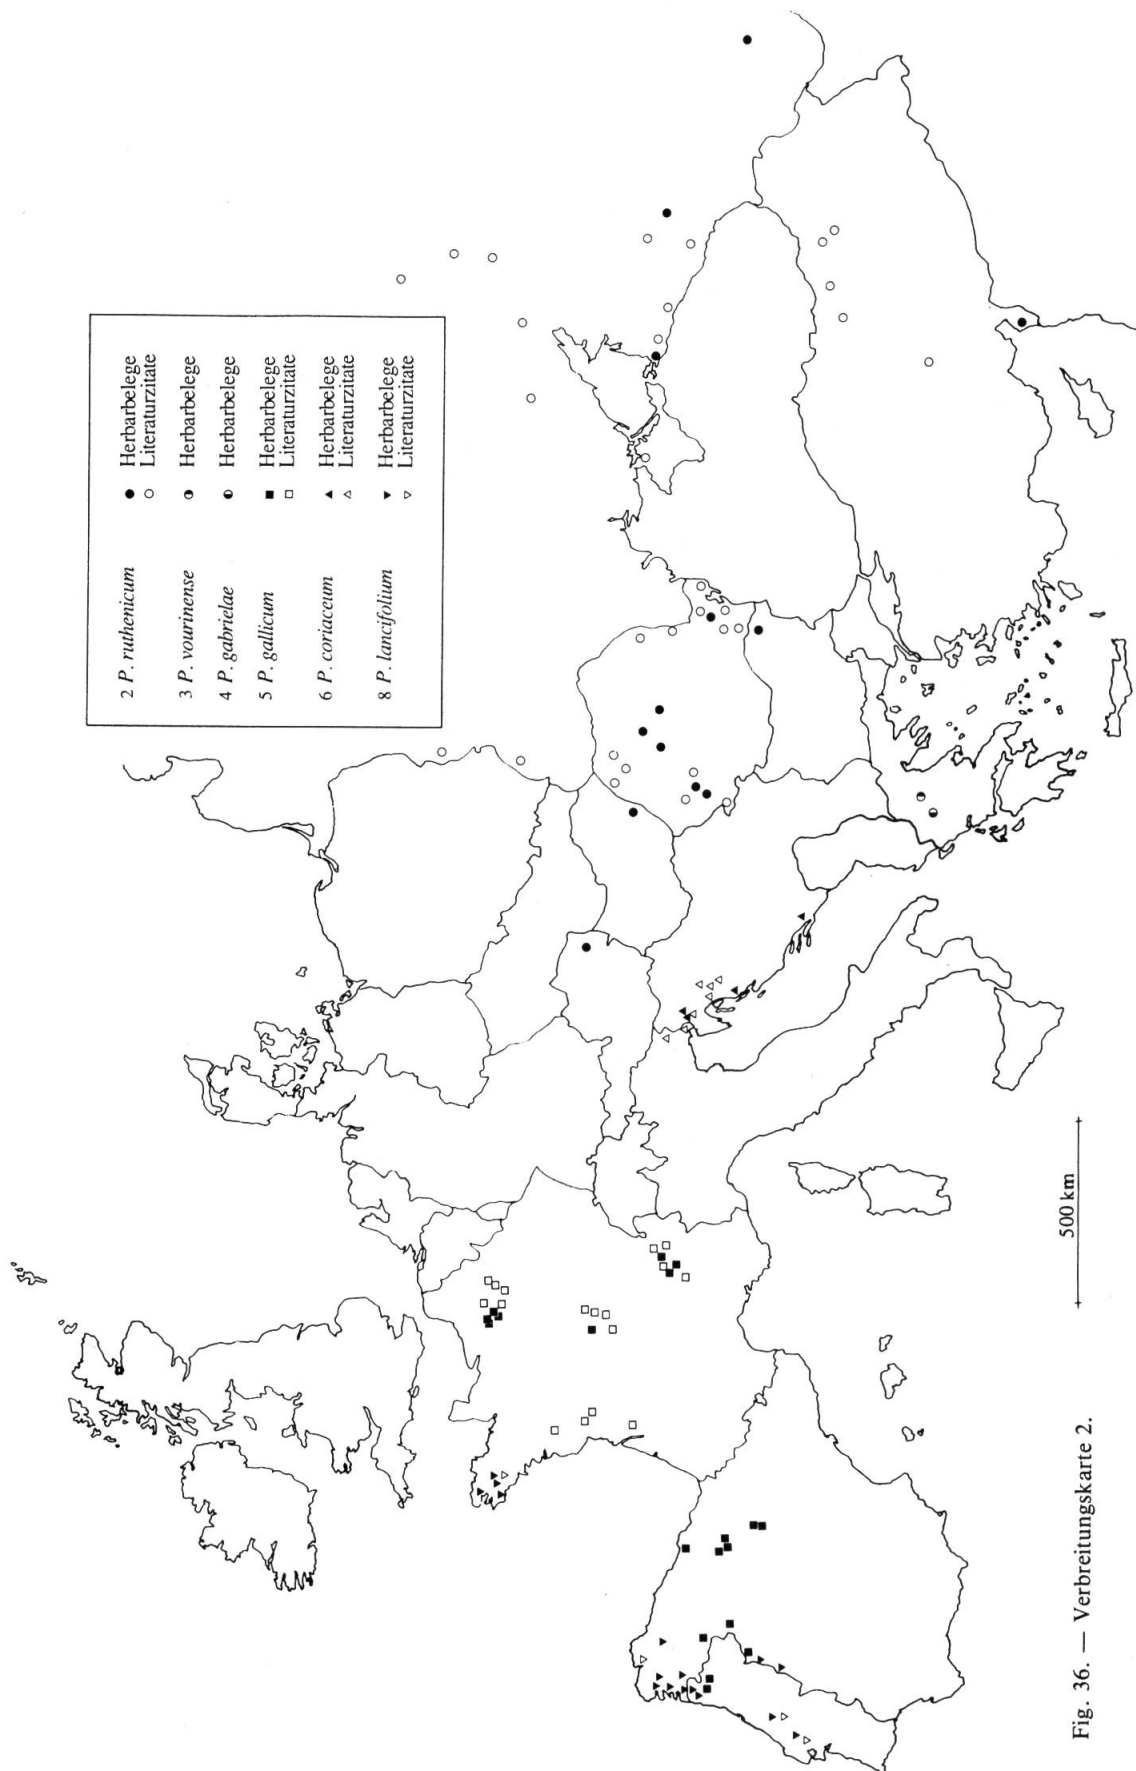 2 P. ruthenicum ● Herbarbelege
○ Literaturzitate
3 P. vourinense ◑ Herbarbelege
4 P. gabrielae ◒ Herbarbelege
5 P. gallicum ■ Herbarbelege
□ Literaturzitate
6 P. coriaceum ▲ Herbarbelege
△ Literaturzitate
8 P. lancifolium ▼ Herbarbelege
▽ Literaturzitate
500 km
Fig. 36. — Verbreitungskarte 2.